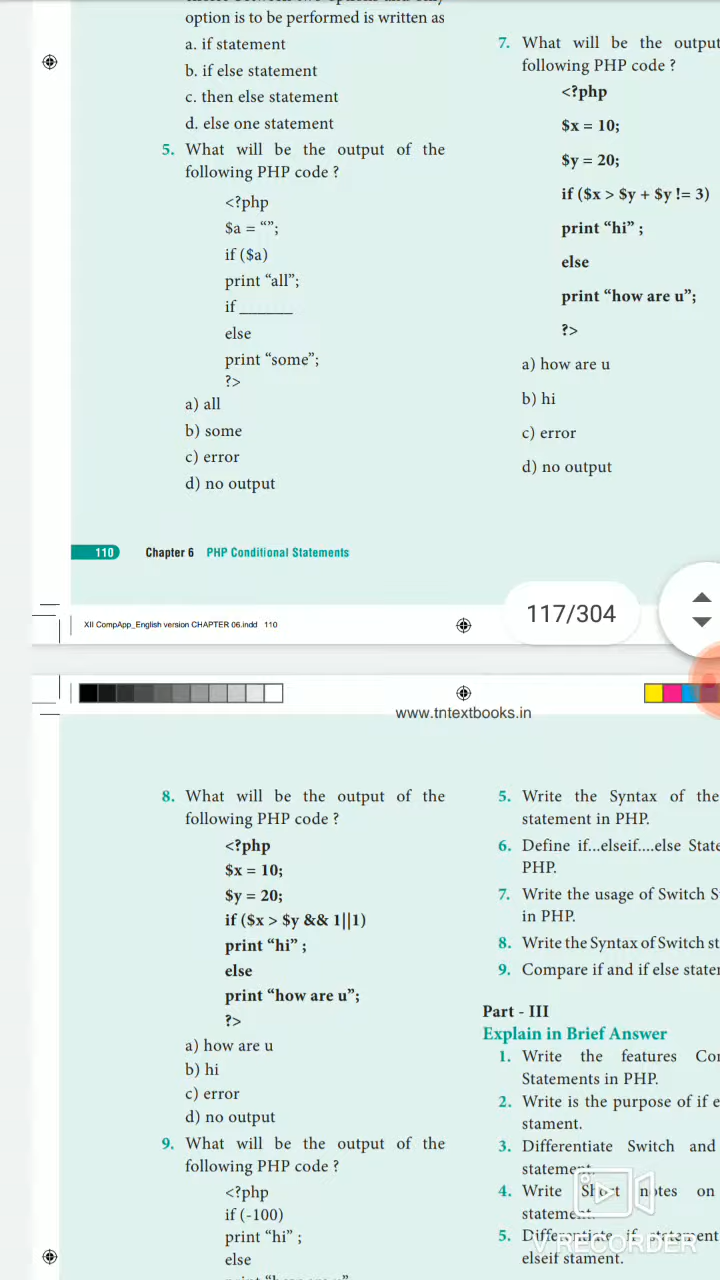 option is to be performed is written as
a. if statement
b. if else statement
c. then else statement
d. else one statement
5. What will be the output of the
following PHP code ?
<?php
$a = “”;
if ($a)
print “all”;
if ______
else
print “some”;
?>
a) all
b) some
c) error
d) no output
7. What will be the output
following PHP code ?
<?php
$x = 10;
$y = 20;
if ($x > $y + $y != 3)
print “hi” ;
else
print “how are u”;
?>
a) how are u
b) hi
c) error
d) no output
110 Chapter 6 PHP Conditional Statements
XII CompApp_English version CHAPTER 06.indd 110
117/304
www.tntextbooks.in
8. What will be the output of the
following PHP code ?
<?php
$x = 10;
$y = 20;
if ($x > $y && 1||1)
print “hi” ;
else
print “how are u”;
?>
a) how are u
b) hi
c) error
d) no output
9. What will be the output of the
following PHP code ?
<?php
if (-100)
print “hi” ;
else
5. Write the Syntax of the
statement in PHP.
6. Define if...elseif....else State
PHP.
7. Write the usage of Switch S
in PHP.
8. Write the Syntax of Switch st
9. Compare if and if else state
Part - III
Explain in Brief Answer
1. Write the features Co
Statements in PHP.
2. Write is the purpose of if e
stament.
3. Differentiate Switch and
statement.
4. Write Short notes on
statement.
5. Differentiate if statement
elseif stament.
V RECORDER